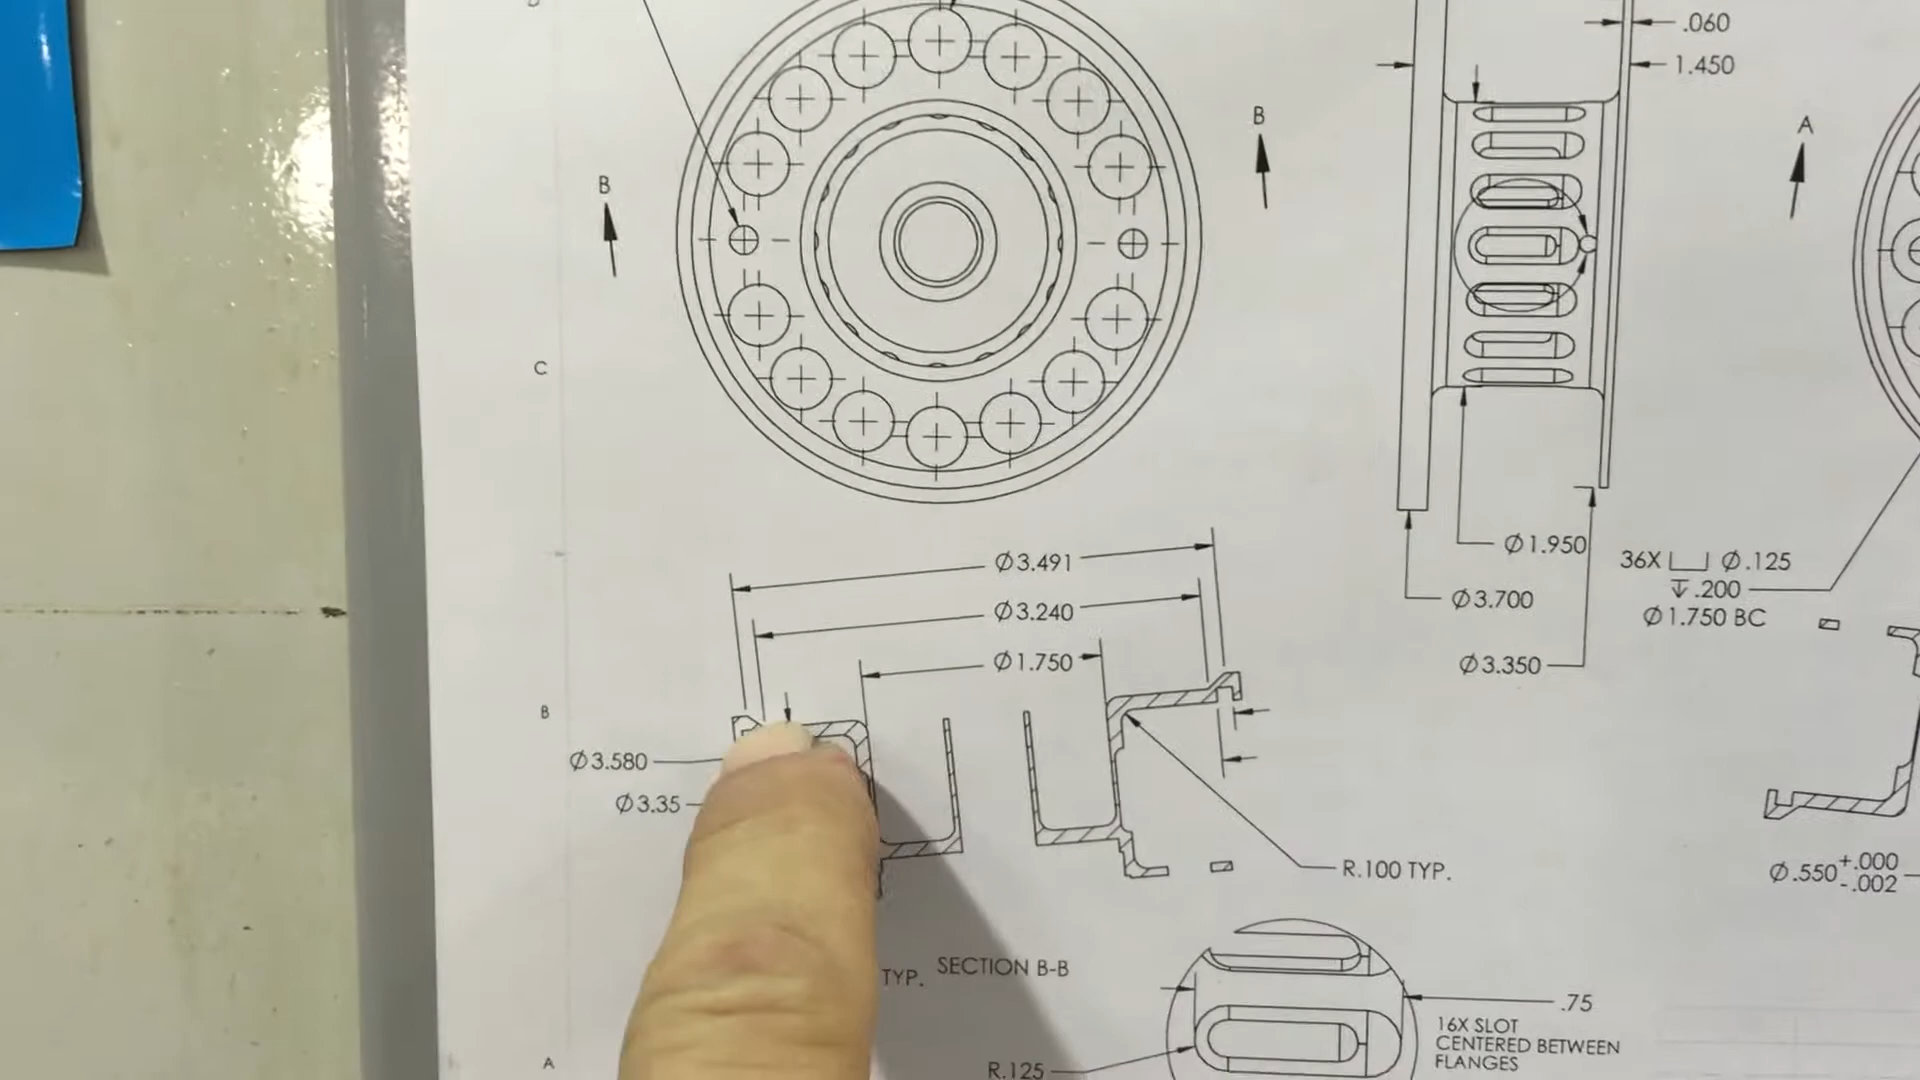 .060
1.450
B
B
A
C
Ø1.950
Ø3.700
Ø3.350
36X ⌴ Ø.125
↧.200
Ø1.750 BC
Ø3.491
Ø3.240
Ø1.750
B
Ø3.580
Ø3.35
R.100 TYP.
Ø.550 +.000
-.002
TYP.
SECTION B-B
.75
16X SLOT
CENTERED BETWEEN
FLANGES
R.125
A